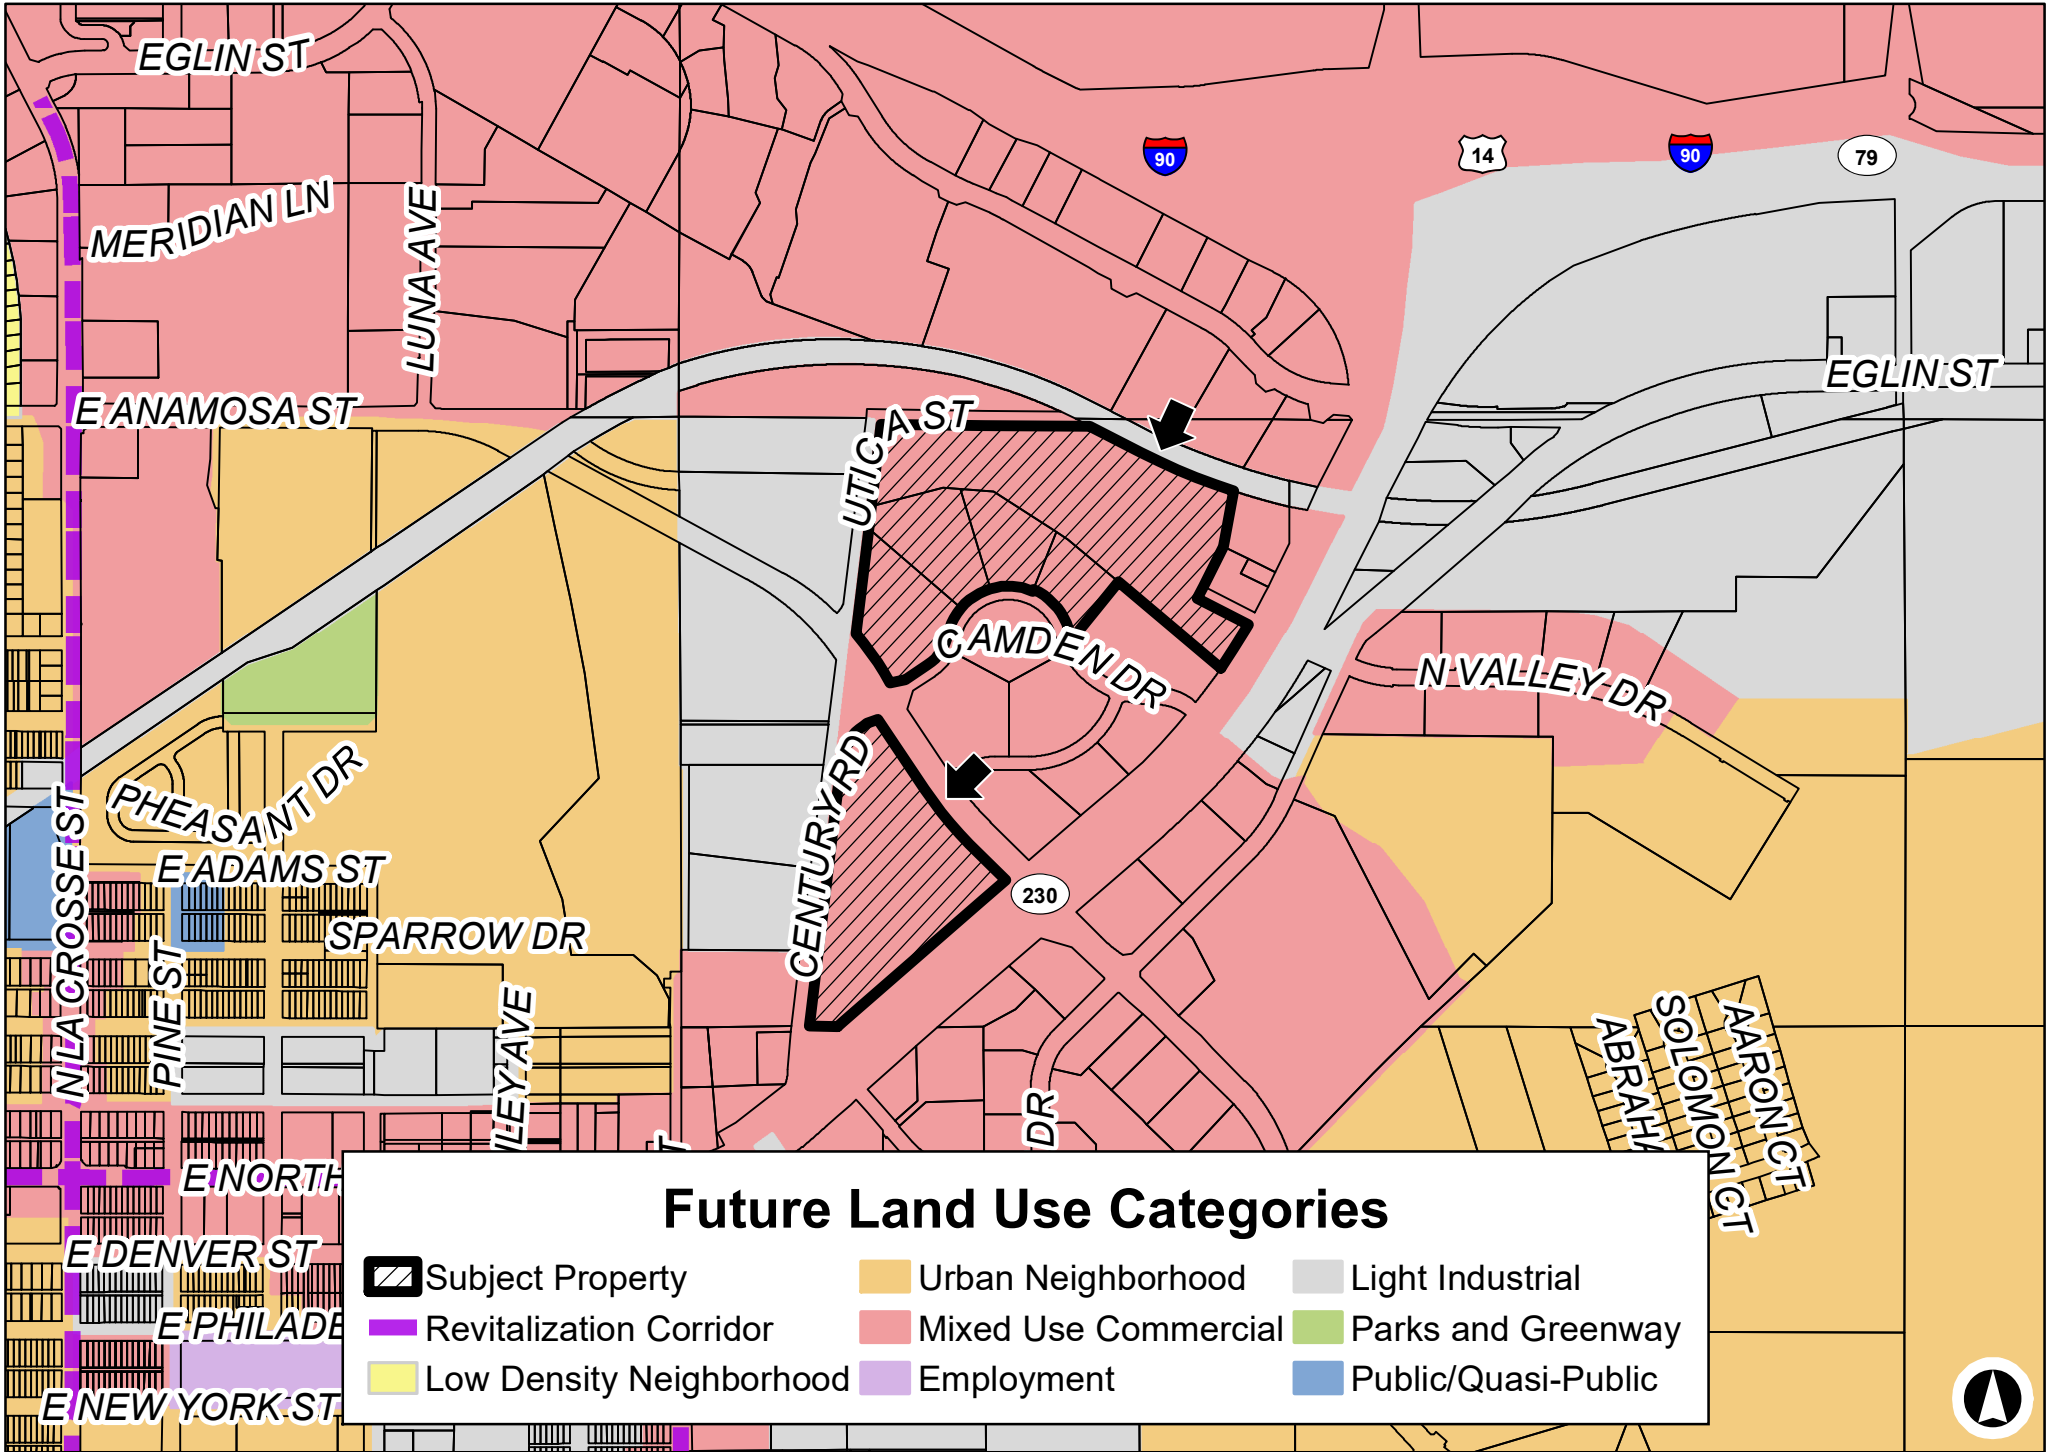 EGLIN ST
90
14
90
79
MERIDIAN LN
LUNA AVE
EGLIN ST
E ANAMOSA ST
UTICA ST
CAMDEN DR
N VALLEY DR
PHEASANT DR
CENTURY RD
N LA CROSSE ST
E ADAMS ST
230
SPARROW DR
PINE ST
ILEY AVE
SOLOMON CT
AARON CT
ABRAHA
DR
E NORTH
E DENVER ST
E PHILADE
E NEW YORK ST
Future Land Use Categories
Subject Property
Urban Neighborhood
Light Industrial
Revitalization Corridor
Mixed Use Commercial
Parks and Greenway
Low Density Neighborhood
Employment
Public/Quasi-Public